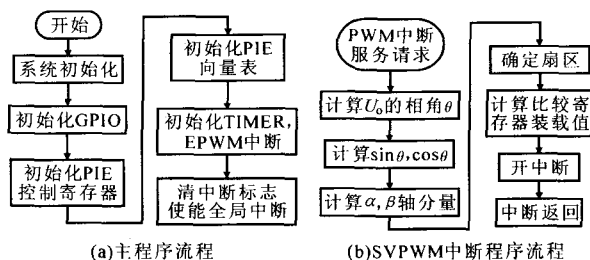 开始
系统初始化
初始化GPIO
初始化PIE
控制寄存器
初始化PIE
向量表
初始化TIMER,
EPWM中断
清中断标志
使能全局中断
(a)主程序流程
PWM中断
服务请求
计算U₀的相角θ
计算sinθ,cosθ
计算α,β轴分量
确定扇区
计算比较寄
存器装载值
开中断
中断返回
(b)SVPWM中断程序流程